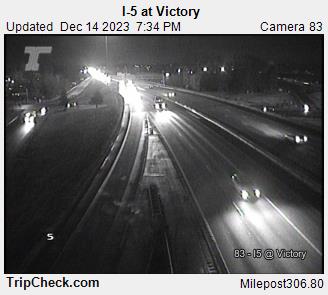 I-5 at Victory
Updated Dec 14 2023 7:34 PM Camera 83
T
S
83 - I5 @ Victory
TripCheck.com Milepost306.80